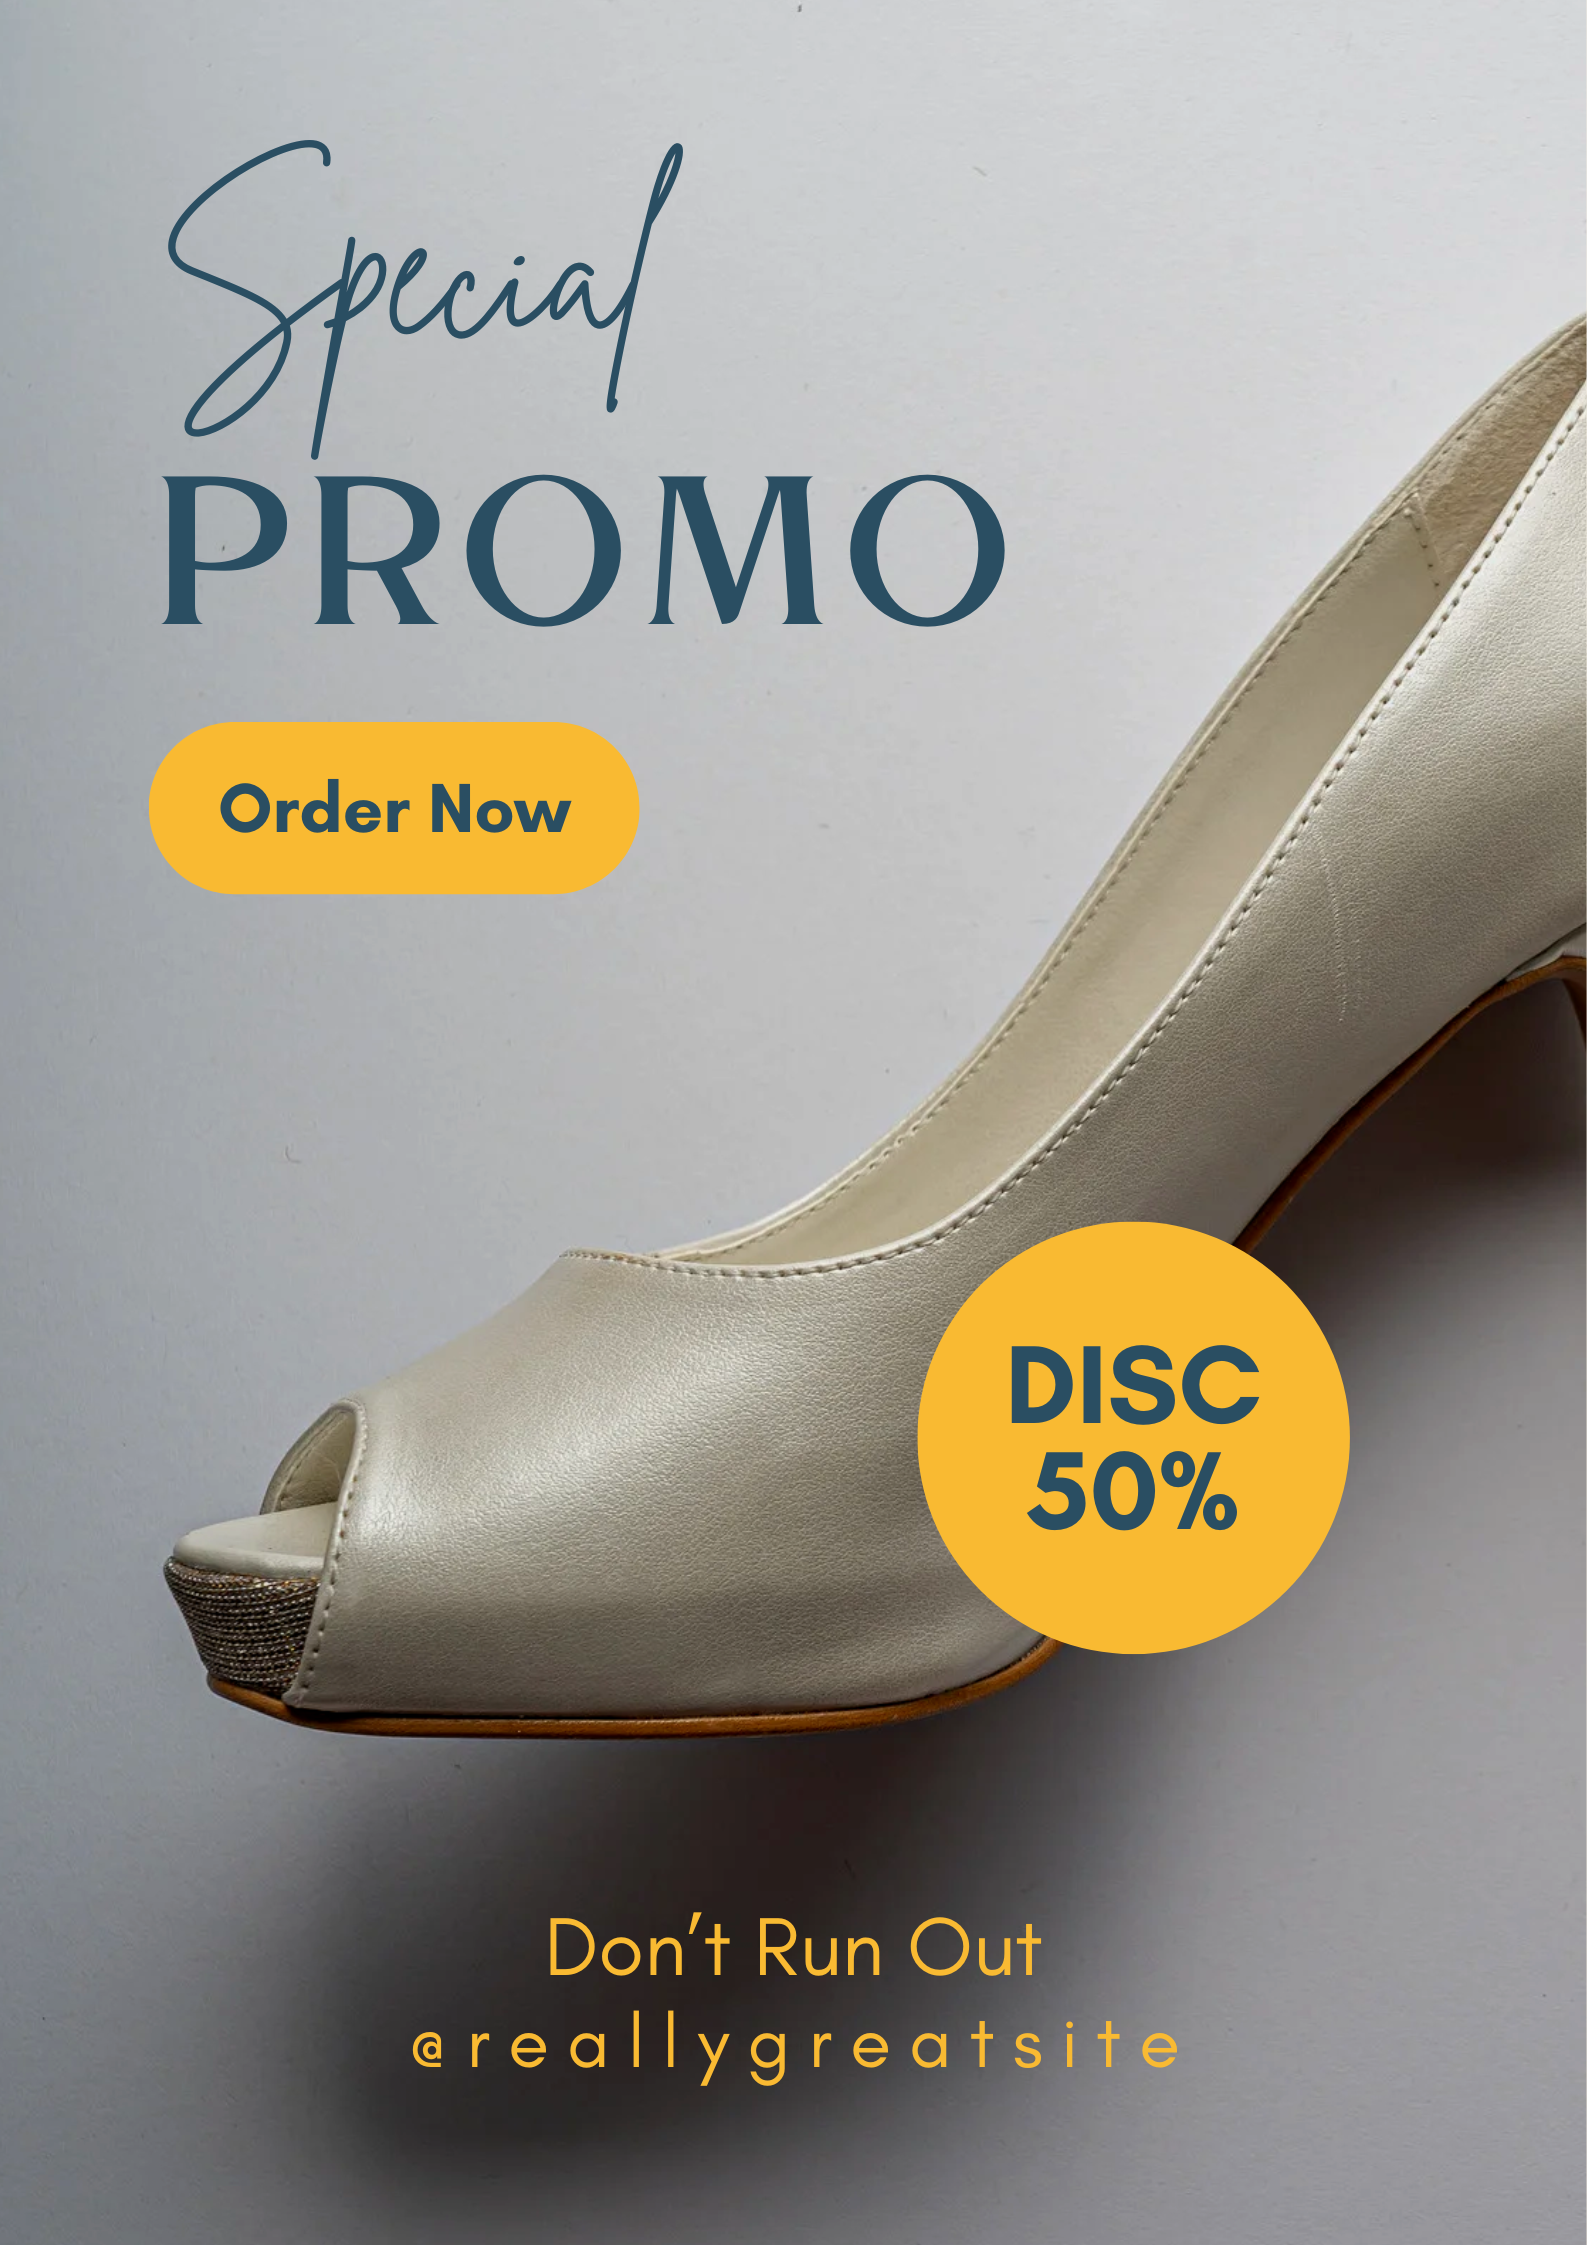 Special
PROMO
Order Now
DISC
50%
Don't Run Out
@reallygreatsite